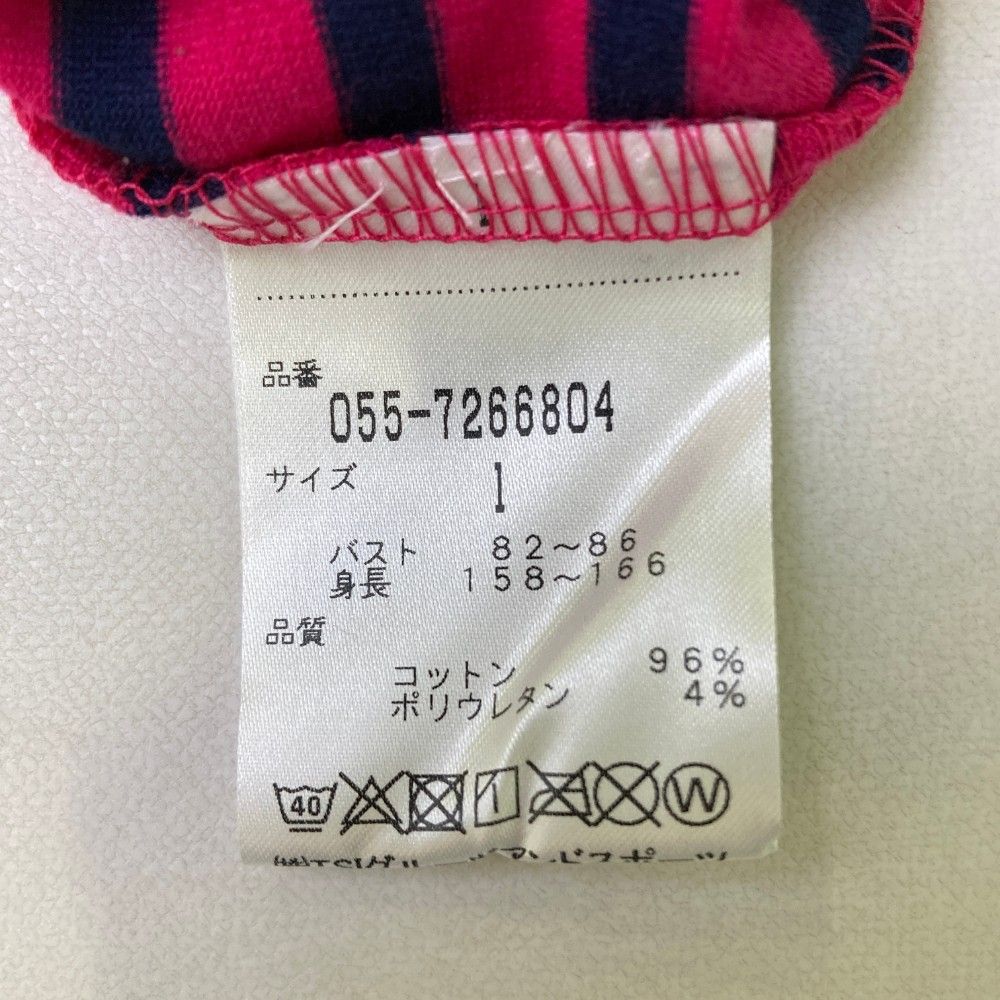 品番
055-7266804
サイズ 1
バスト 82～86
身長 158～166
品質
コットン 96%
ポリウレタン 4%
40 W